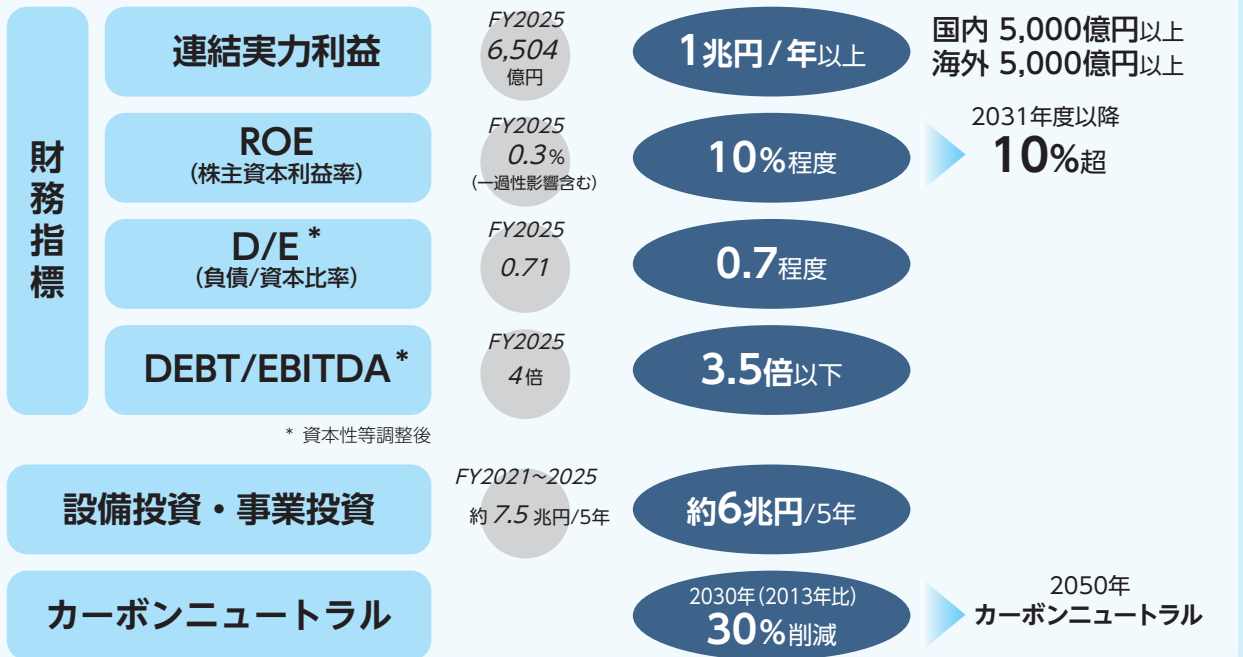 財務指標
連結実力利益
FY2025
6,504
億円
1兆円/年以上
国内 5,000億円以上
海外 5,000億円以上
ROE
(株主資本利益率)
FY2025
0.3%
(一過性影響含む)
10%程度
2031年度以降
10%超
D/E*
(負債/資本比率)
FY2025
0.71
0.7程度
DEBT/EBITDA*
FY2025
4倍
3.5倍以下
* 資本性等調整後
設備投資・事業投資
FY2021~2025
約7.5兆円/5年
約6兆円/5年
カーボンニュートラル
2030年(2013年比)
30%削減
2050年
カーボンニュートラル